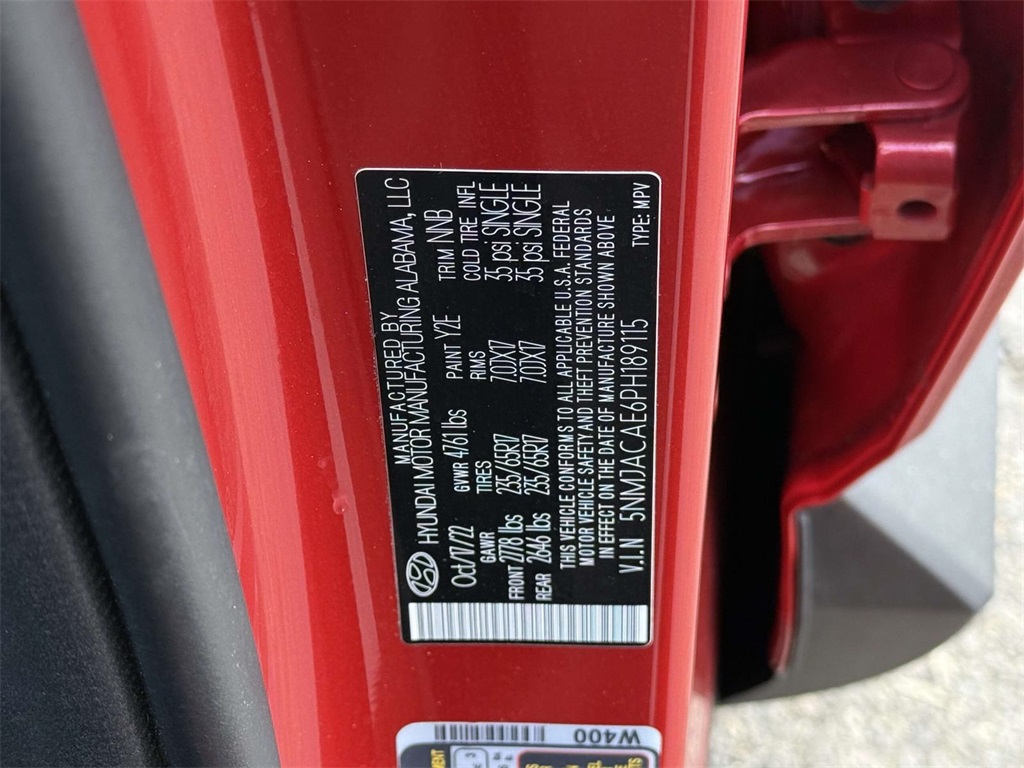 MANUFACTURED BY
HYUNDAI MOTOR MANUFACTURING ALABAMA, LLC
Oct/17/22 GVWR 4761 lbs PAINT Y2E TRIM NNB
GAWR TIRES RIMS COLD TIRE INFL
FRONT 2778 lbs 235/65R17 7.0JX17 35 psi SINGLE
REAR 2646 lbs 235/65R17 7.0JX17 35 psi SINGLE
THIS VEHICLE CONFORMS TO ALL APPLICABLE U.S.A. FEDERAL
MOTOR VEHICLE SAFETY AND THEFT PREVENTION STANDARDS
IN EFFECT ON THE DATE OF MANUFACTURE SHOWN ABOVE
V.I.N 5NMJACAE6PH189115 TYPE: MPV
W400